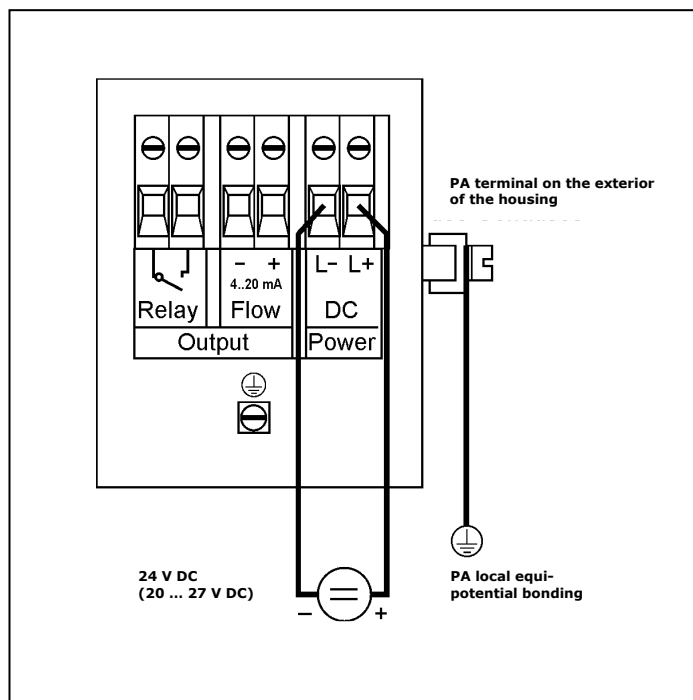 PA terminal on the exterior
of the housing
– +
L- L+
4..20 mA
Relay
Flow
DC
Output
Power
24 V DC
(20 ... 27 V DC)
– +
PA local equi-
potential bonding